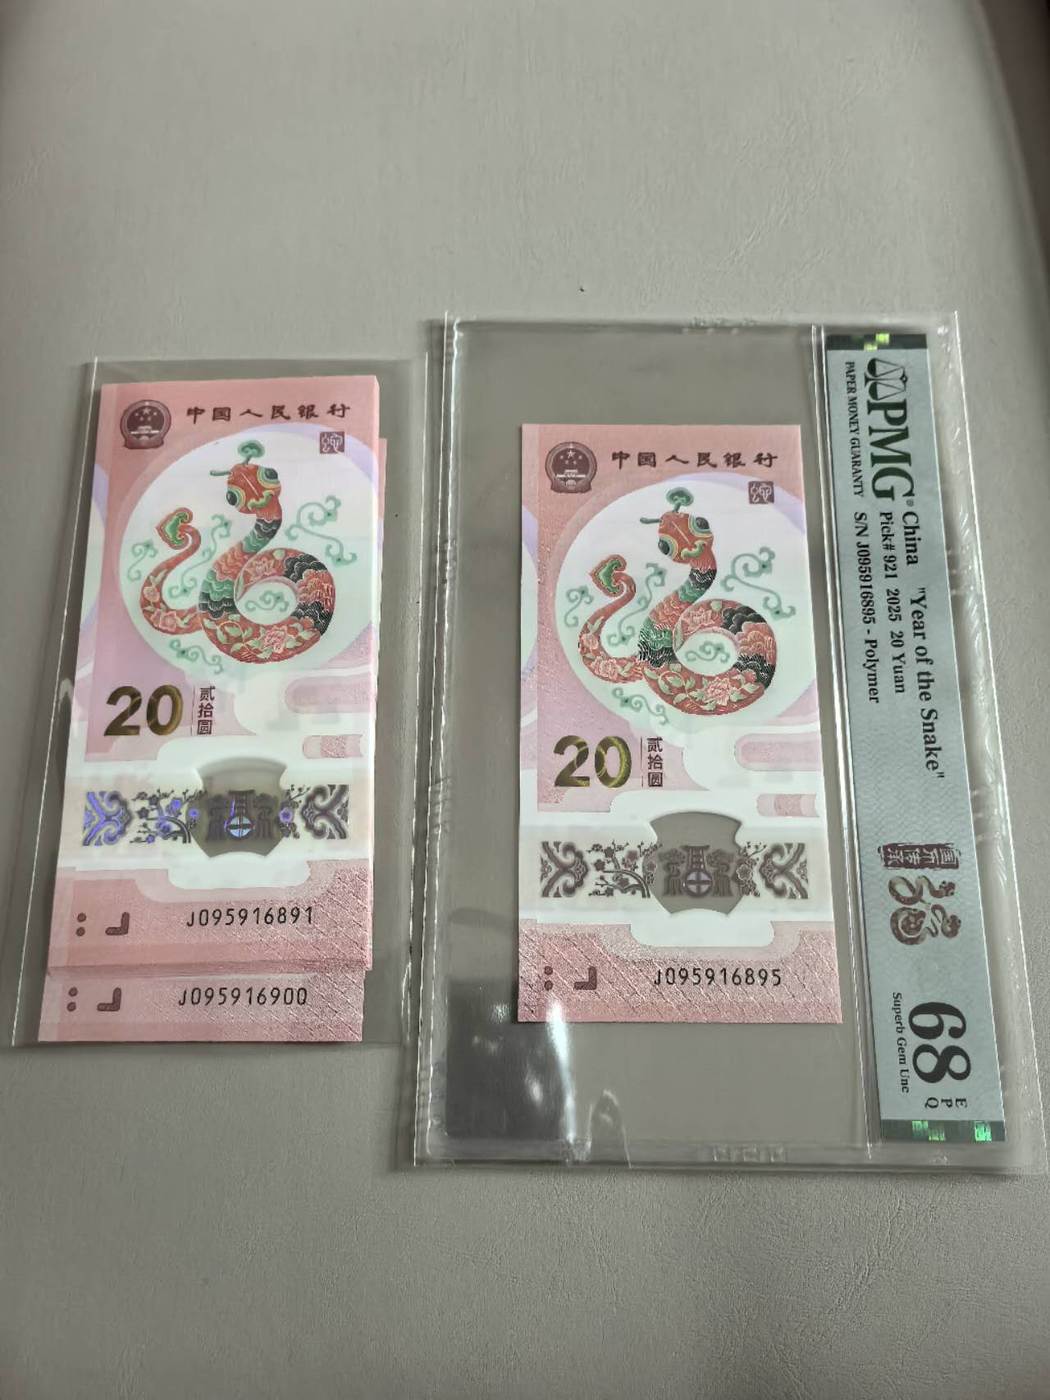 中国人民银行
20
贰拾圆
J095916891
J095916900
中国人民银行
20
贰拾圆
J095916895
PMG®
PAPER MONEY GUARANTY
China "Year of the Snake"
Pick# 921 2025 20 Yuan
S/N J095916895 - Polymer
68
EPQ
Superb Gem Unc